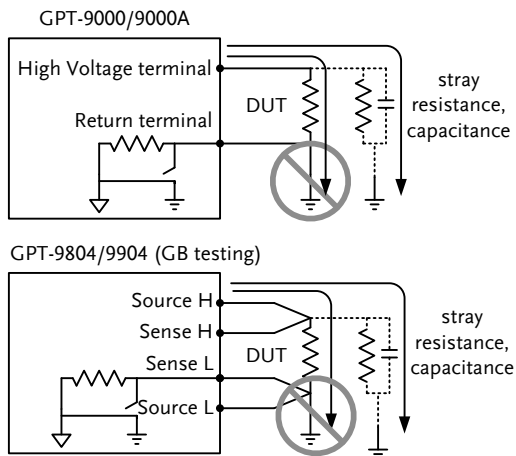 GPT-9000/9000A
High Voltage terminal
DUT
Return terminal
stray
resistance,
capacitance
GPT-9804/9904 (GB testing)
Source H
Sense H
Sense L
DUT
Source L
stray
resistance,
capacitance